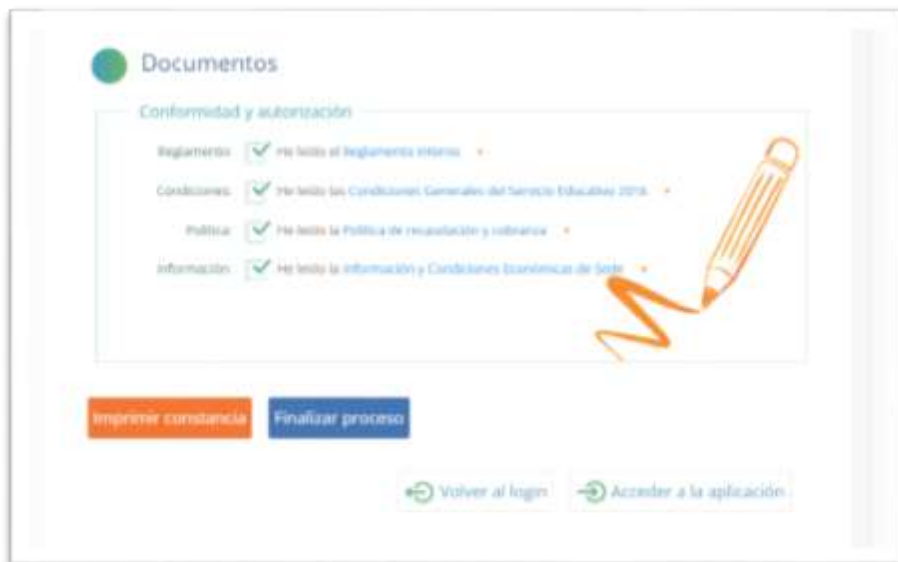 Documentos
Conformidad y autorización
Reglamento: He leído el Reglamento Interno *
Condiciones: He leído las Condiciones Generales del Servicio Educativo 2018 *
Política: He leído la Política de recaudación y cobranza *
Información: He leído la Información y Condiciones Económicas de Sede *
Imprimir constancia
Finalizar proceso
Volver al login
Acceder a la aplicación